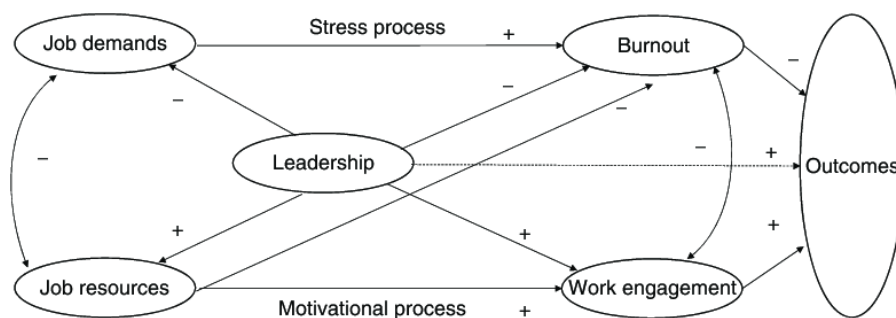 Stress process
+
Job demands
Burnout
–
–
–
–
–
–
Leadership
+
Outcomes
+
+
+
Job resources
Work engagement
Motivational process
+